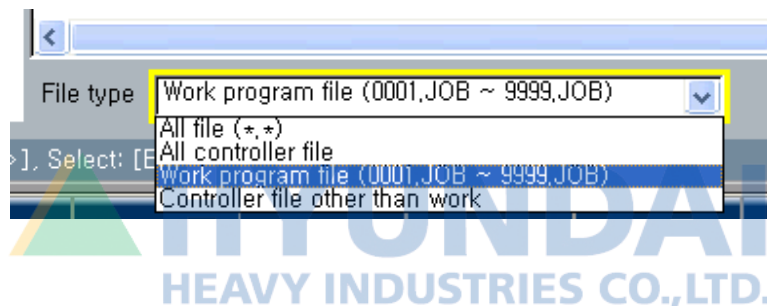 File type Work program file (0001,JOB ~ 9999,JOB)
All file (*,*)
All controller file
>], Select: [E
Work program file (0001,JOB ~ 9999,JOB)
Controller file other than work
HYUNDAI
HEAVY INDUSTRIES CO.,LTD.